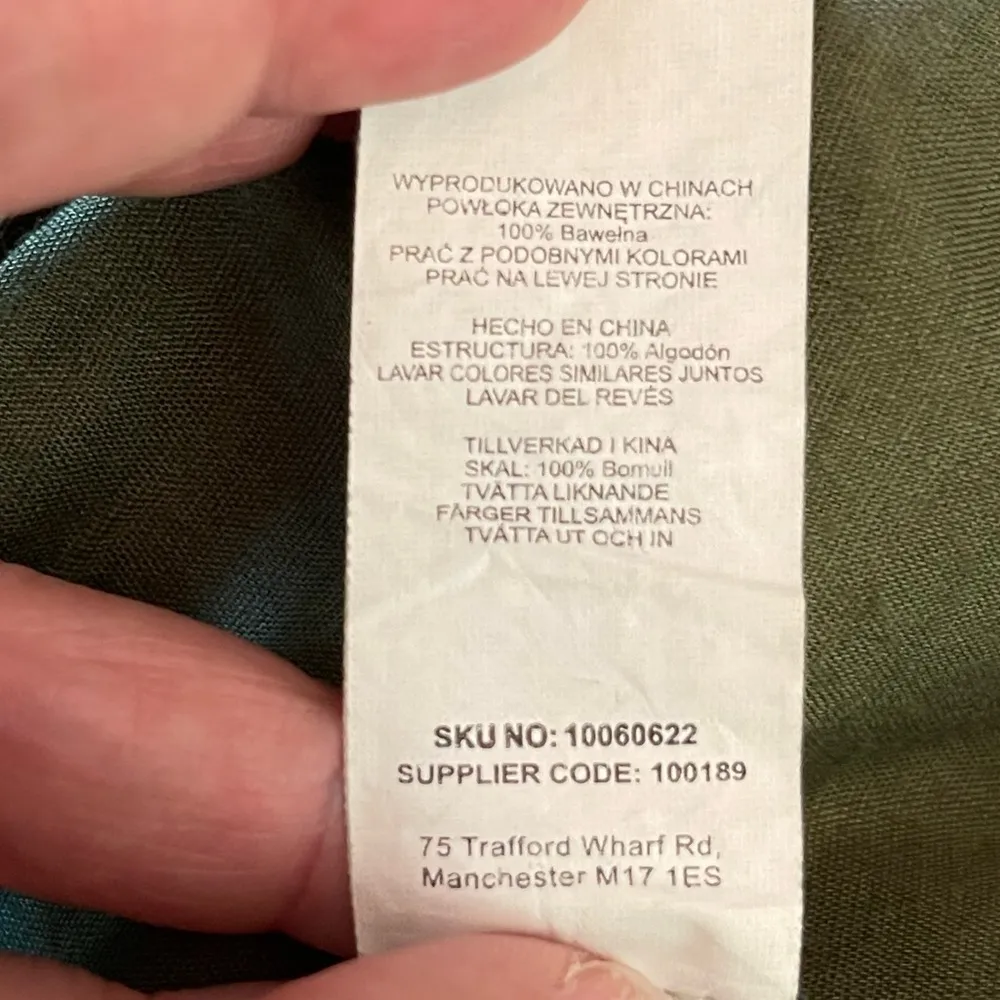 WYPRODUKOWANO W CHINACH
POWŁOKA ZEWNĘTRZNA:
100% Bawełna
PRAĆ Z PODOBNYMI KOLORAMI
PRAĆ NA LEWEJ STRONIE
HECHO EN CHINA
ESTRUCTURA: 100% Algodón
LAVAR COLORES SIMILARES JUNTOS
LAVAR DEL REVÉS
TILLVERKAD I KINA
SKAL: 100% Bomull
TVÄTTA LIKNANDE
FÄRGER TILLSAMMANS
TVÄTTA UT OCH IN
SKU NO: 10060622
SUPPLIER CODE: 100189
75 Trafford Wharf Rd,
Manchester M17 1ES